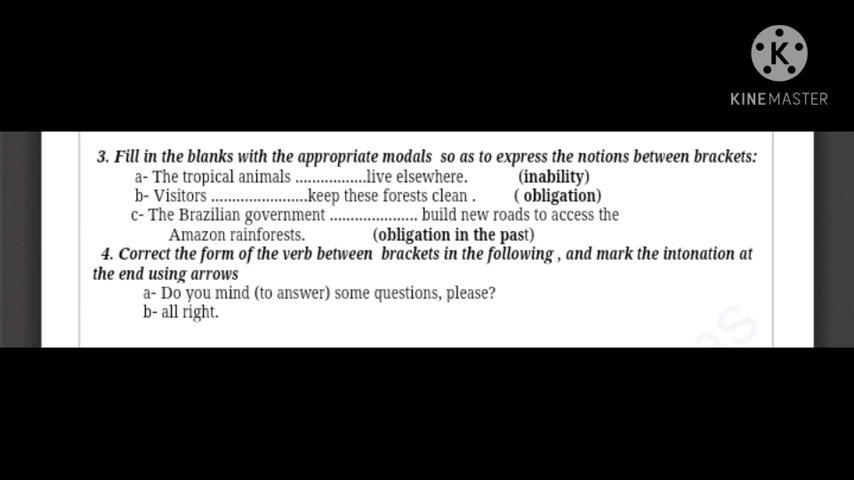 K
KINEMASTER
3. Fill in the blanks with the appropriate modals so as to express the notions between brackets:
a- The tropical animals .................live elsewhere. (inability)
b- Visitors .......................keep these forests clean . ( obligation)
c- The Brazilian government ..................... build new roads to access the
Amazon rainforests. (obligation in the past)
4. Correct the form of the verb between brackets in the following , and mark the intonation at
the end using arrows
a- Do you mind (to answer) some questions, please?
b- all right.